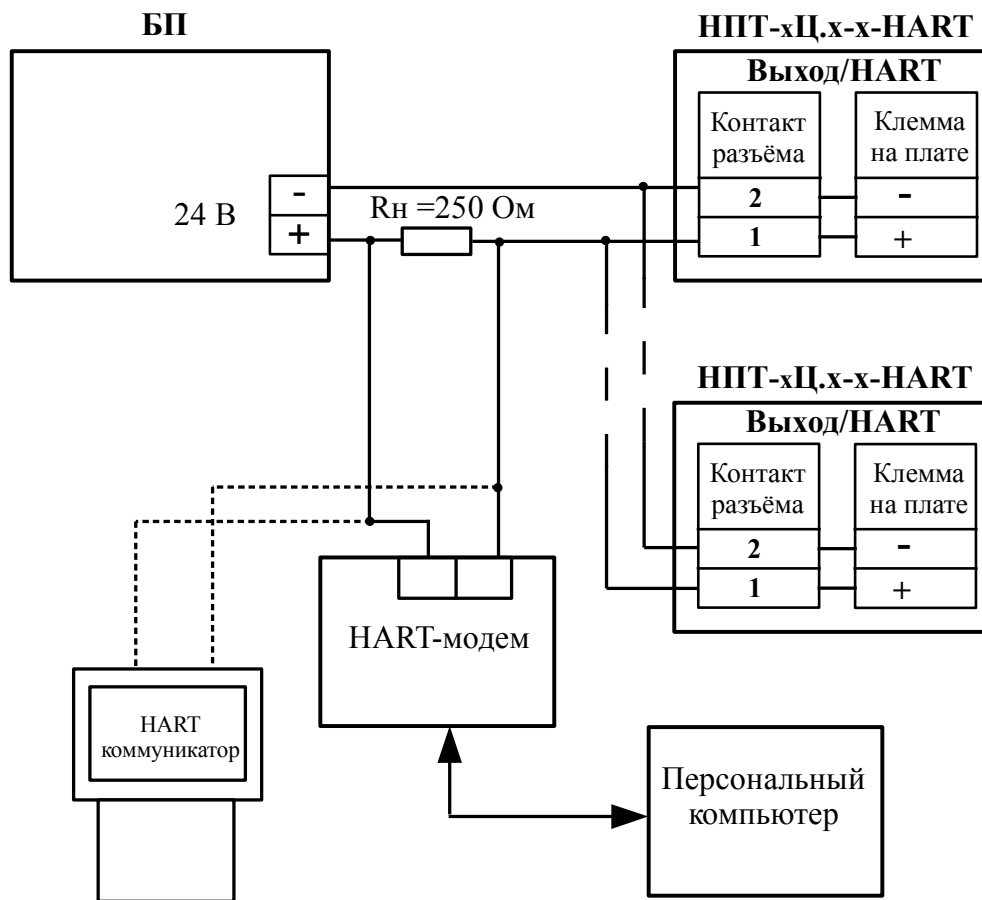 БП
24 В
-
+
Rн =250 Ом
НПТ-хЦ.х-х-HART
Выход/HART
Контакт
разъёма
Клемма
на плате
2
-
1
+
НПТ-хЦ.х-х-HART
Выход/HART
Контакт
разъёма
Клемма
на плате
2
-
1
+
HART-модем
HART
коммуникатор
Персональный
компьютер